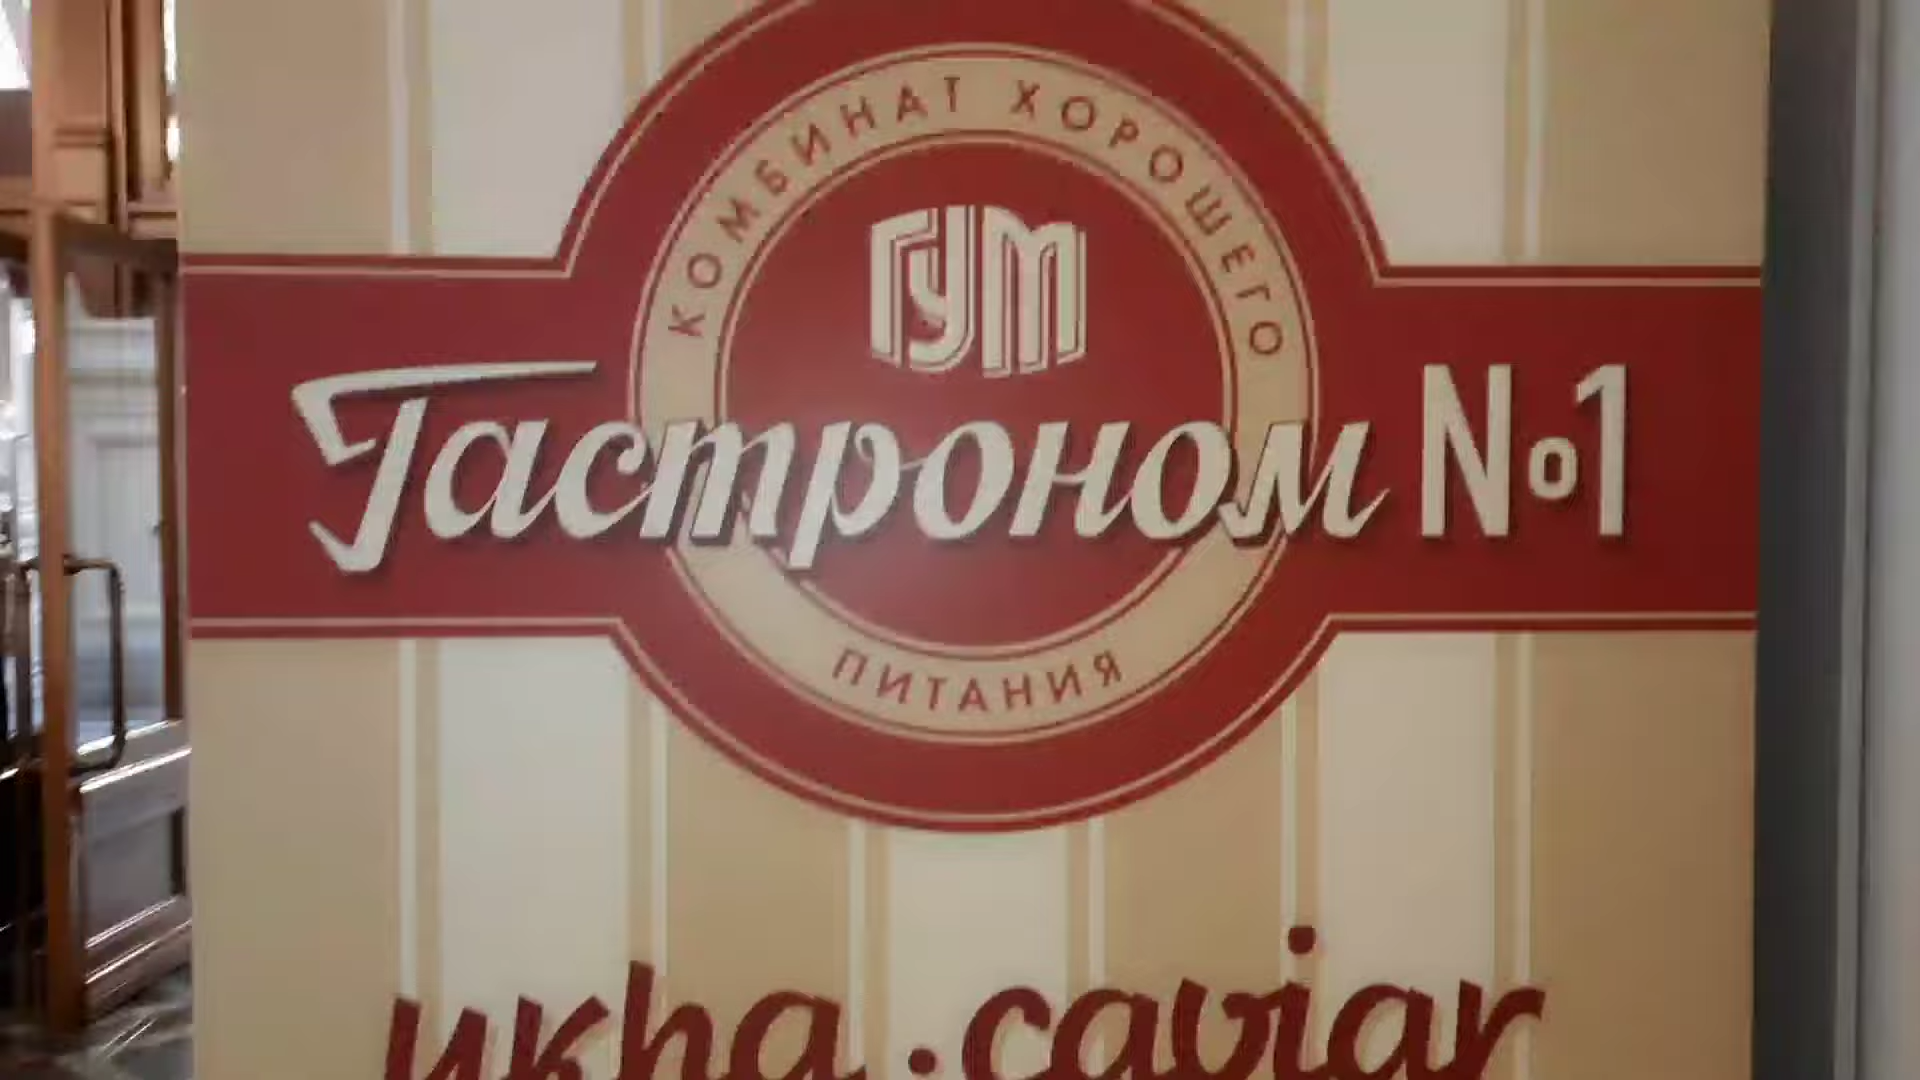 КОМБИНАТ ХОРОШЕГО
ГУМ
Гастроном №1
ПИТАНИЯ
икра · caviar